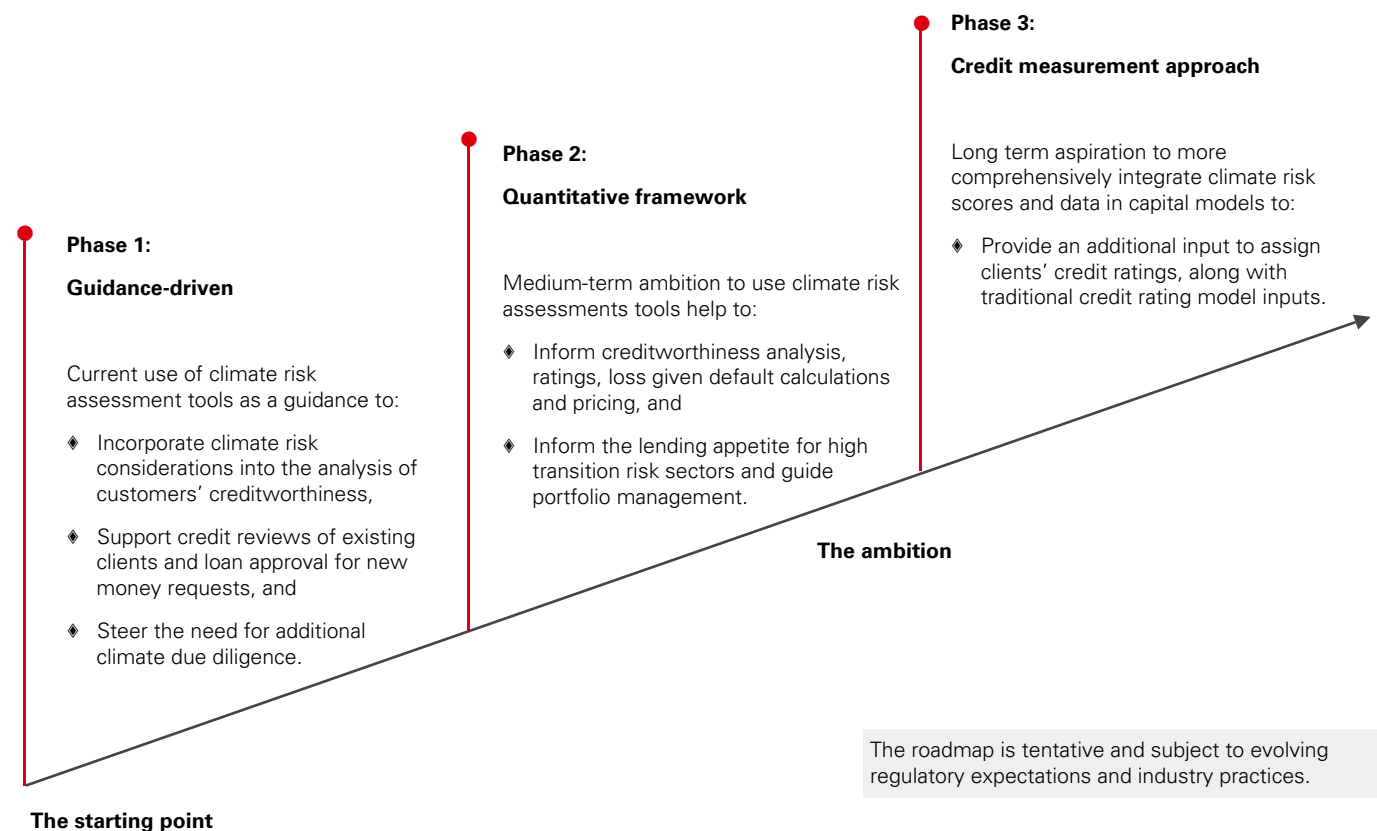 Phase 1:
Guidance-driven
Current use of climate risk
assessment tools as a guidance to:
Incorporate climate risk
considerations into the analysis of
customers’ creditworthiness,
Support credit reviews of existing
clients and loan approval for new
money requests, and
Steer the need for additional
climate due diligence.
Phase 2:
Quantitative framework
Medium-term ambition to use climate risk
assessments tools help to:
Inform creditworthiness analysis,
ratings, loss given default calculations
and pricing, and
Inform the lending appetite for high
transition risk sectors and guide
portfolio management.
Phase 3:
Credit measurement approach
Long term aspiration to more
comprehensively integrate climate risk
scores and data in capital models to:
Provide an additional input to assign
clients’ credit ratings, along with
traditional credit rating model inputs.
The ambition
The roadmap is tentative and subject to evolving
regulatory expectations and industry practices.
The starting point